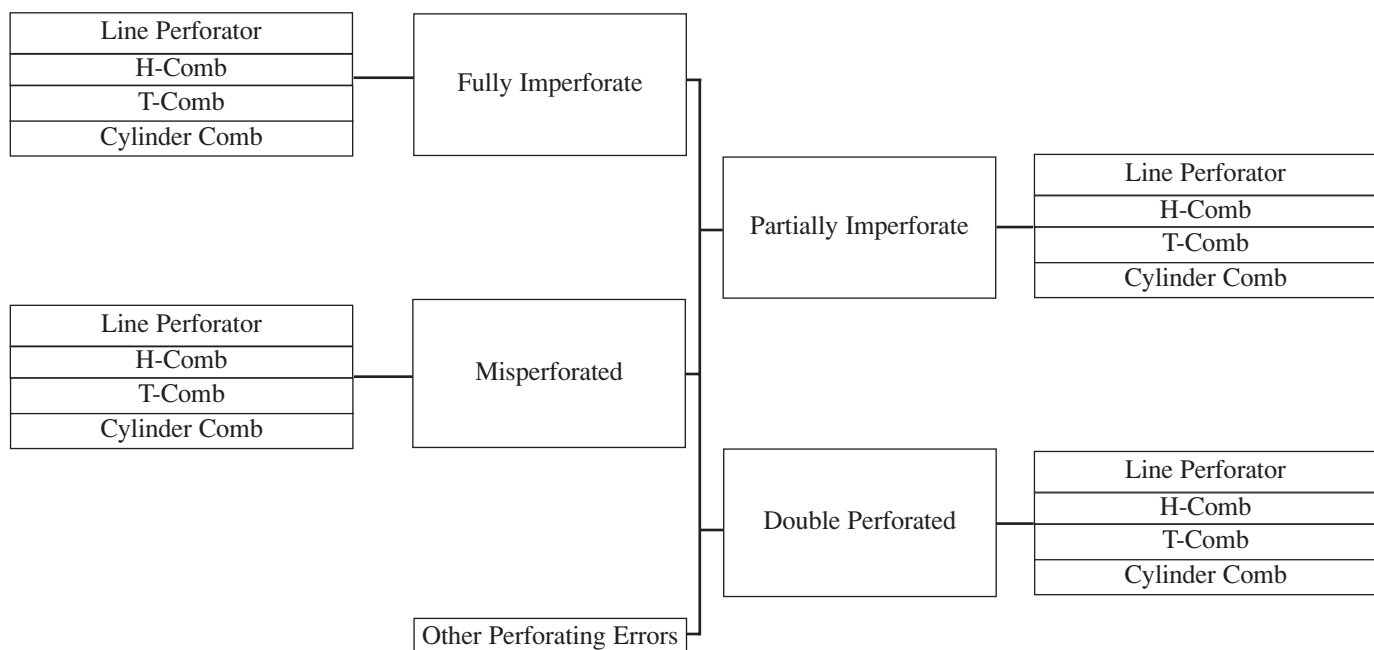 Line Perforator
H-Comb
T-Comb
Cylinder Comb
Fully Imperforate
Partially Imperforate
Line Perforator
H-Comb
T-Comb
Cylinder Comb
Line Perforator
H-Comb
T-Comb
Cylinder Comb
Misperforated
Double Perforated
Line Perforator
H-Comb
T-Comb
Cylinder Comb
Other Perforating Errors